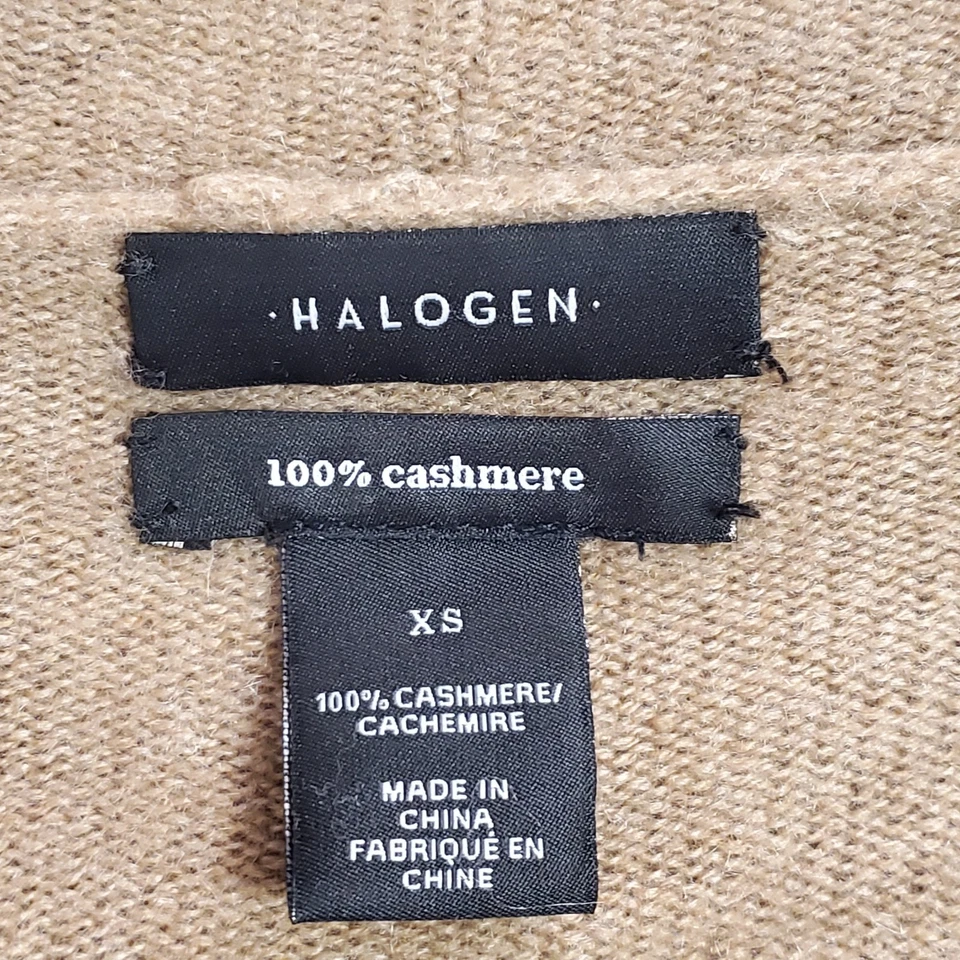 ·HALOGEN·
100% cashmere
XS
100% CASHMERE/
CACHEMIRE
MADE IN
CHINA
FABRIQUÉ EN
CHINE